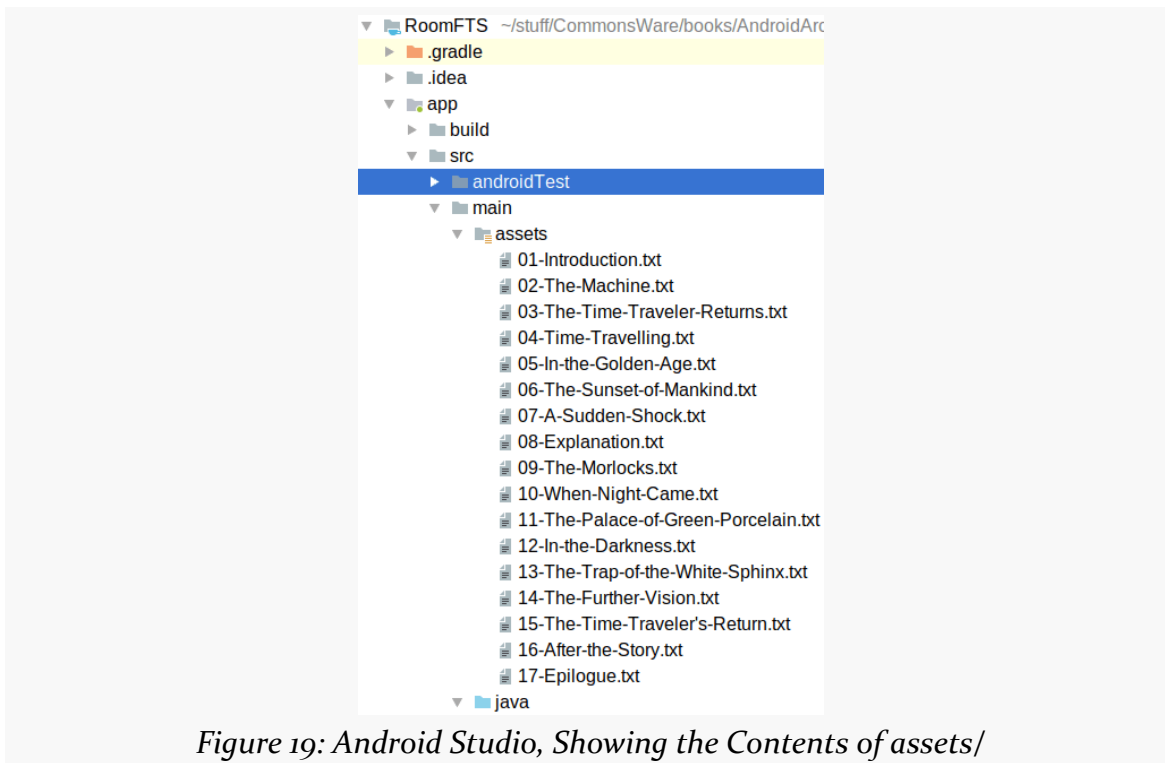 RoomFTS ~/stuff/CommonsWare/books/AndroidArc
.gradle
.idea
app
build
src
androidTest
main
assets
01-Introduction.txt
02-The-Machine.txt
03-The-Time-Traveler-Returns.txt
04-Time-Travelling.txt
05-In-the-Golden-Age.txt
06-The-Sunset-of-Mankind.txt
07-A-Sudden-Shock.txt
08-Explanation.txt
09-The-Morlocks.txt
10-When-Night-Came.txt
11-The-Palace-of-Green-Porcelain.txt
12-In-the-Darkness.txt
13-The-Trap-of-the-White-Sphinx.txt
14-The-Further-Vision.txt
15-The-Time-Traveler's-Return.txt
16-After-the-Story.txt
17-Epilogue.txt
java
Figure 19: Android Studio, Showing the Contents of assets/